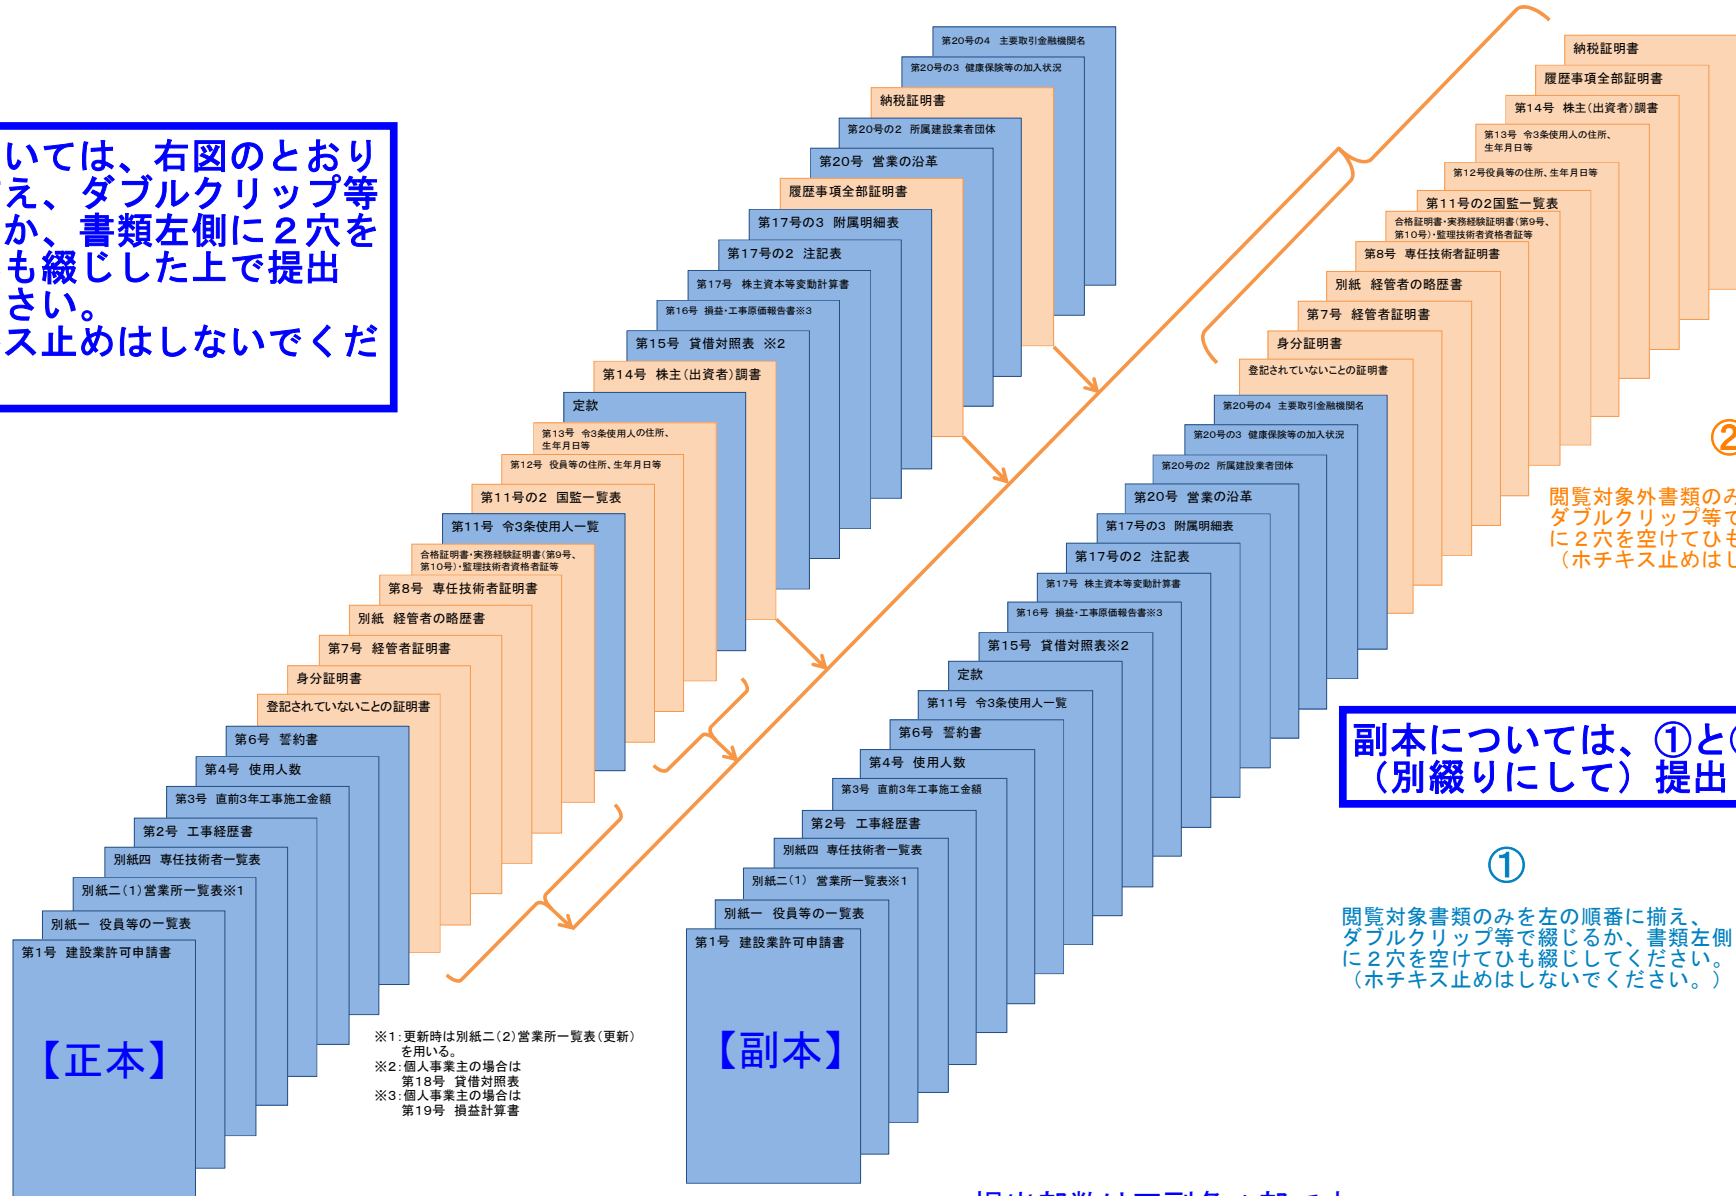 いては、右図のとおり
え、ダブルクリップ等
か、書類左側に２穴を
も綴じした上で提出
さい。
ス止めはしないでくだ
第20号の4 主要取引金融機関名
第20号の3 健康保険等の加入状況
納税証明書
第20号の2 所属建設業者団体
第20号 営業の沿革
履歴事項全部証明書
第17号の3 附属明細表
第17号の2 注記表
第17号 株主資本等変動計算書
第16号 損益・工事原価報告書※3
第15号 貸借対照表 ※2
第14号 株主(出資者)調書
定款
第13号 令3条使用人の住所、
生年月日等
第12号 役員等の住所、生年月日等
第11号の2 国監一覧表
第11号 令3条使用人一覧
合格証明書・実務経験証明書(第9号、
第10号)・監理技術者資格者証等
第8号 専任技術者証明書
別紙 経管者の略歴書
第7号 経管者証明書
身分証明書
登記されていないことの証明書
第6号 誓約書
第4号 使用人数
第3号 直前3年工事施工金額
第2号 工事経歴書
別紙四 専任技術者一覧表
別紙二(1)営業所一覧表※1
別紙一 役員等の一覧表
第1号 建設業許可申請書
【正本】
※1:更新時は別紙二(2)営業所一覧表(更新)
を用いる。
※2:個人事業主の場合は
第18号 貸借対照表
※3:個人事業主の場合は
第19号 損益計算書
納税証明書
履歴事項全部証明書
第14号 株主(出資者)調書
第13号 令3条使用人の住所、
生年月日等
第12号役員等の住所、生年月日等
第11号の2国監一覧表
合格証明書・実務経験証明書(第9号、
第10号)・監理技術者資格者証等
第8号 専任技術者証明書
別紙 経管者の略歴書
第7号 経管者証明書
身分証明書
登記されていないことの証明書
第20号の4 主要取引金融機関名
第20号の3 健康保険等の加入状況
第20号の2 所属建設業者団体
第20号 営業の沿革
第17号の3 附属明細表
第17号の2 注記表
第17号 株主資本等変動計算書
第16号 損益・工事原価報告書※3
第15号 貸借対照表※2
定款
第11号 令3条使用人一覧
第6号 誓約書
第4号 使用人数
第3号 直前3年工事施工金額
第2号 工事経歴書
別紙四 専任技術者一覧表
別紙二(1) 営業所一覧表※1
別紙一 役員等の一覧表
第1号 建設業許可申請書
【副本】
②
閲覧対象外書類のみ
ダブルクリップ等で
に２穴を空けてひも
（ホチキス止めはし
副本については、①と
（別綴りにして）提出
①
閲覧対象書類のみを左の順番に揃え、
ダブルクリップ等で綴じるか、書類左側
に２穴を空けてひも綴じしてください。
（ホチキス止めはしないでください。）